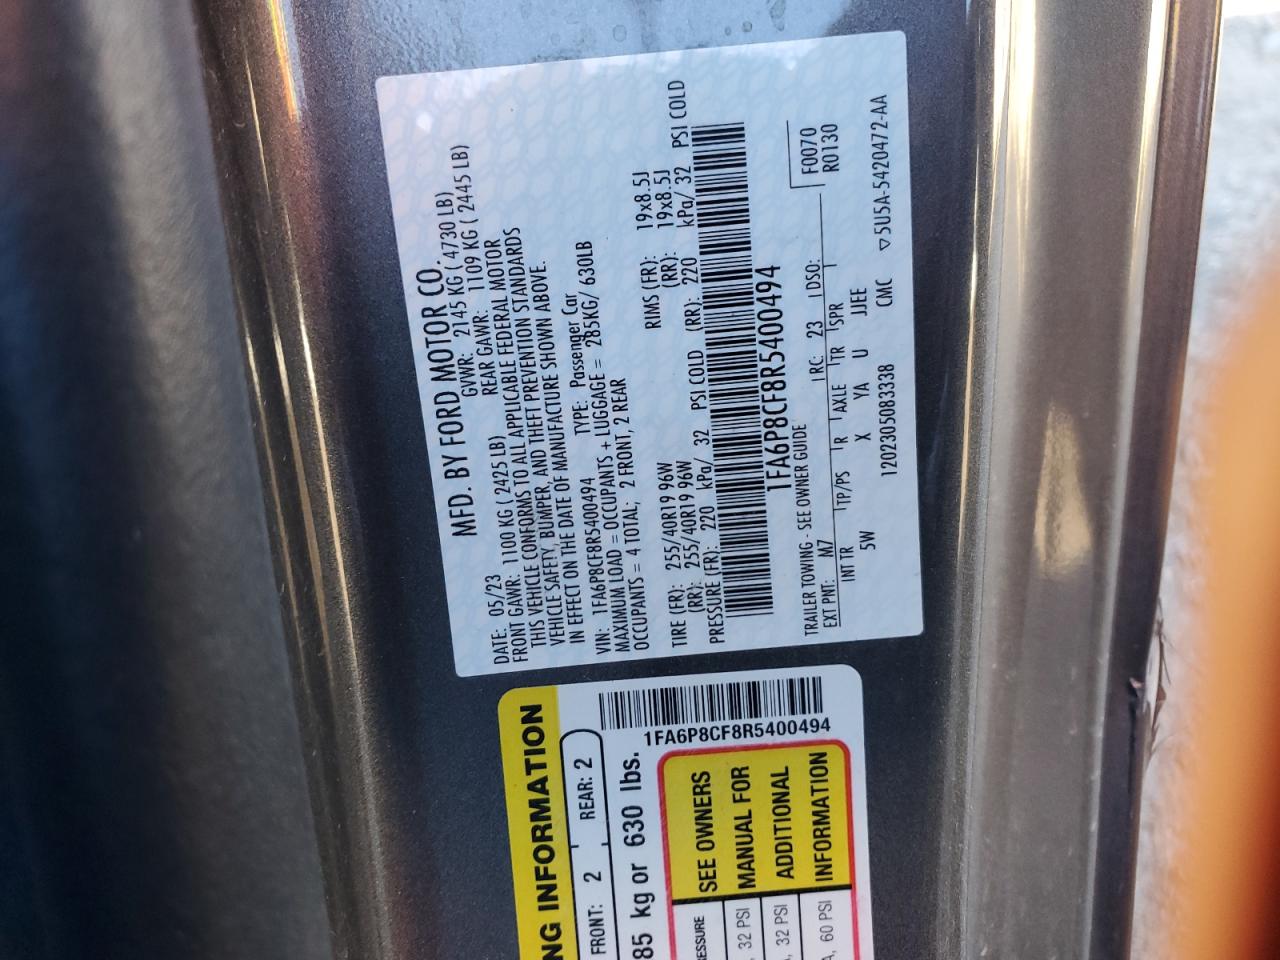 MFD. BY FORD MOTOR CO.
DATE: 05/23 GVWR: 2145 KG ( 4730 LB)
FRONT GAWR: 1100 KG ( 2425 LB) REAR GAWR: 1109 KG ( 2445 LB)
THIS VEHICLE CONFORMS TO ALL APPLICABLE FEDERAL MOTOR
VEHICLE SAFETY, BUMPER, AND THEFT PREVENTION STANDARDS
IN EFFECT ON THE DATE OF MANUFACTURE SHOWN ABOVE.
VIN: 1FA6P8CF8R5400494 TYPE: Passenger Car
MAXIMUM LOAD = OCCUPANTS + LUGGAGE = 285KG/ 630LB
OCCUPANTS = 4 TOTAL; 2 FRONT, 2 REAR
TIRE (FR): 255/40R19 96W RIMS (FR): 19x8.5J
(RR): 255/40R19 96W (RR): 19x8.5J
PRESSURE (FR): 220 kPa/ 32 PSI COLD (RR): 220 kPa/ 32 PSI COLD
1FA6P8CF8R5400494
TRAILER TOWING - SEE OWNER GUIDE
F0070
R0130
EXT PNT: M7 RC: 23 DSO:
INT TR TP/PS R AXLE TR SPR
5W X YA U JEE
120230508333B CMC ▽5U5A-5420472-AA
NG INFORMATION
FRONT: 2 REAR: 2
85 kg or 630 lbs.
1FA6P8CF8R5400494
ESSURE
, 32 PSI
, 32 PSI
A, 60 PSI
SEE OWNERS
MANUAL FOR
ADDITIONAL
INFORMATION